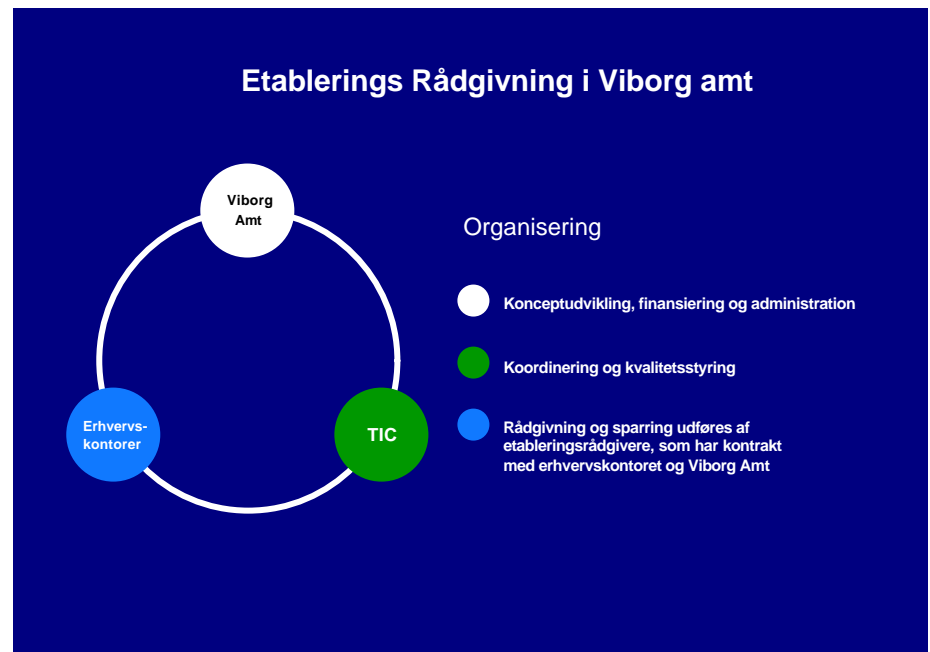 Etablerings Rådgivning i Viborg amt
Viborg
Amt
Organisering
Konceptudvikling, finansiering og administration
Koordinering og kvalitetsstyring
Erhvervs-
kontorer
TIC
Rådgivning og sparring udføres af
etableringsrådgivere, som har kontrakt
med erhvervskontoret og Viborg Amt